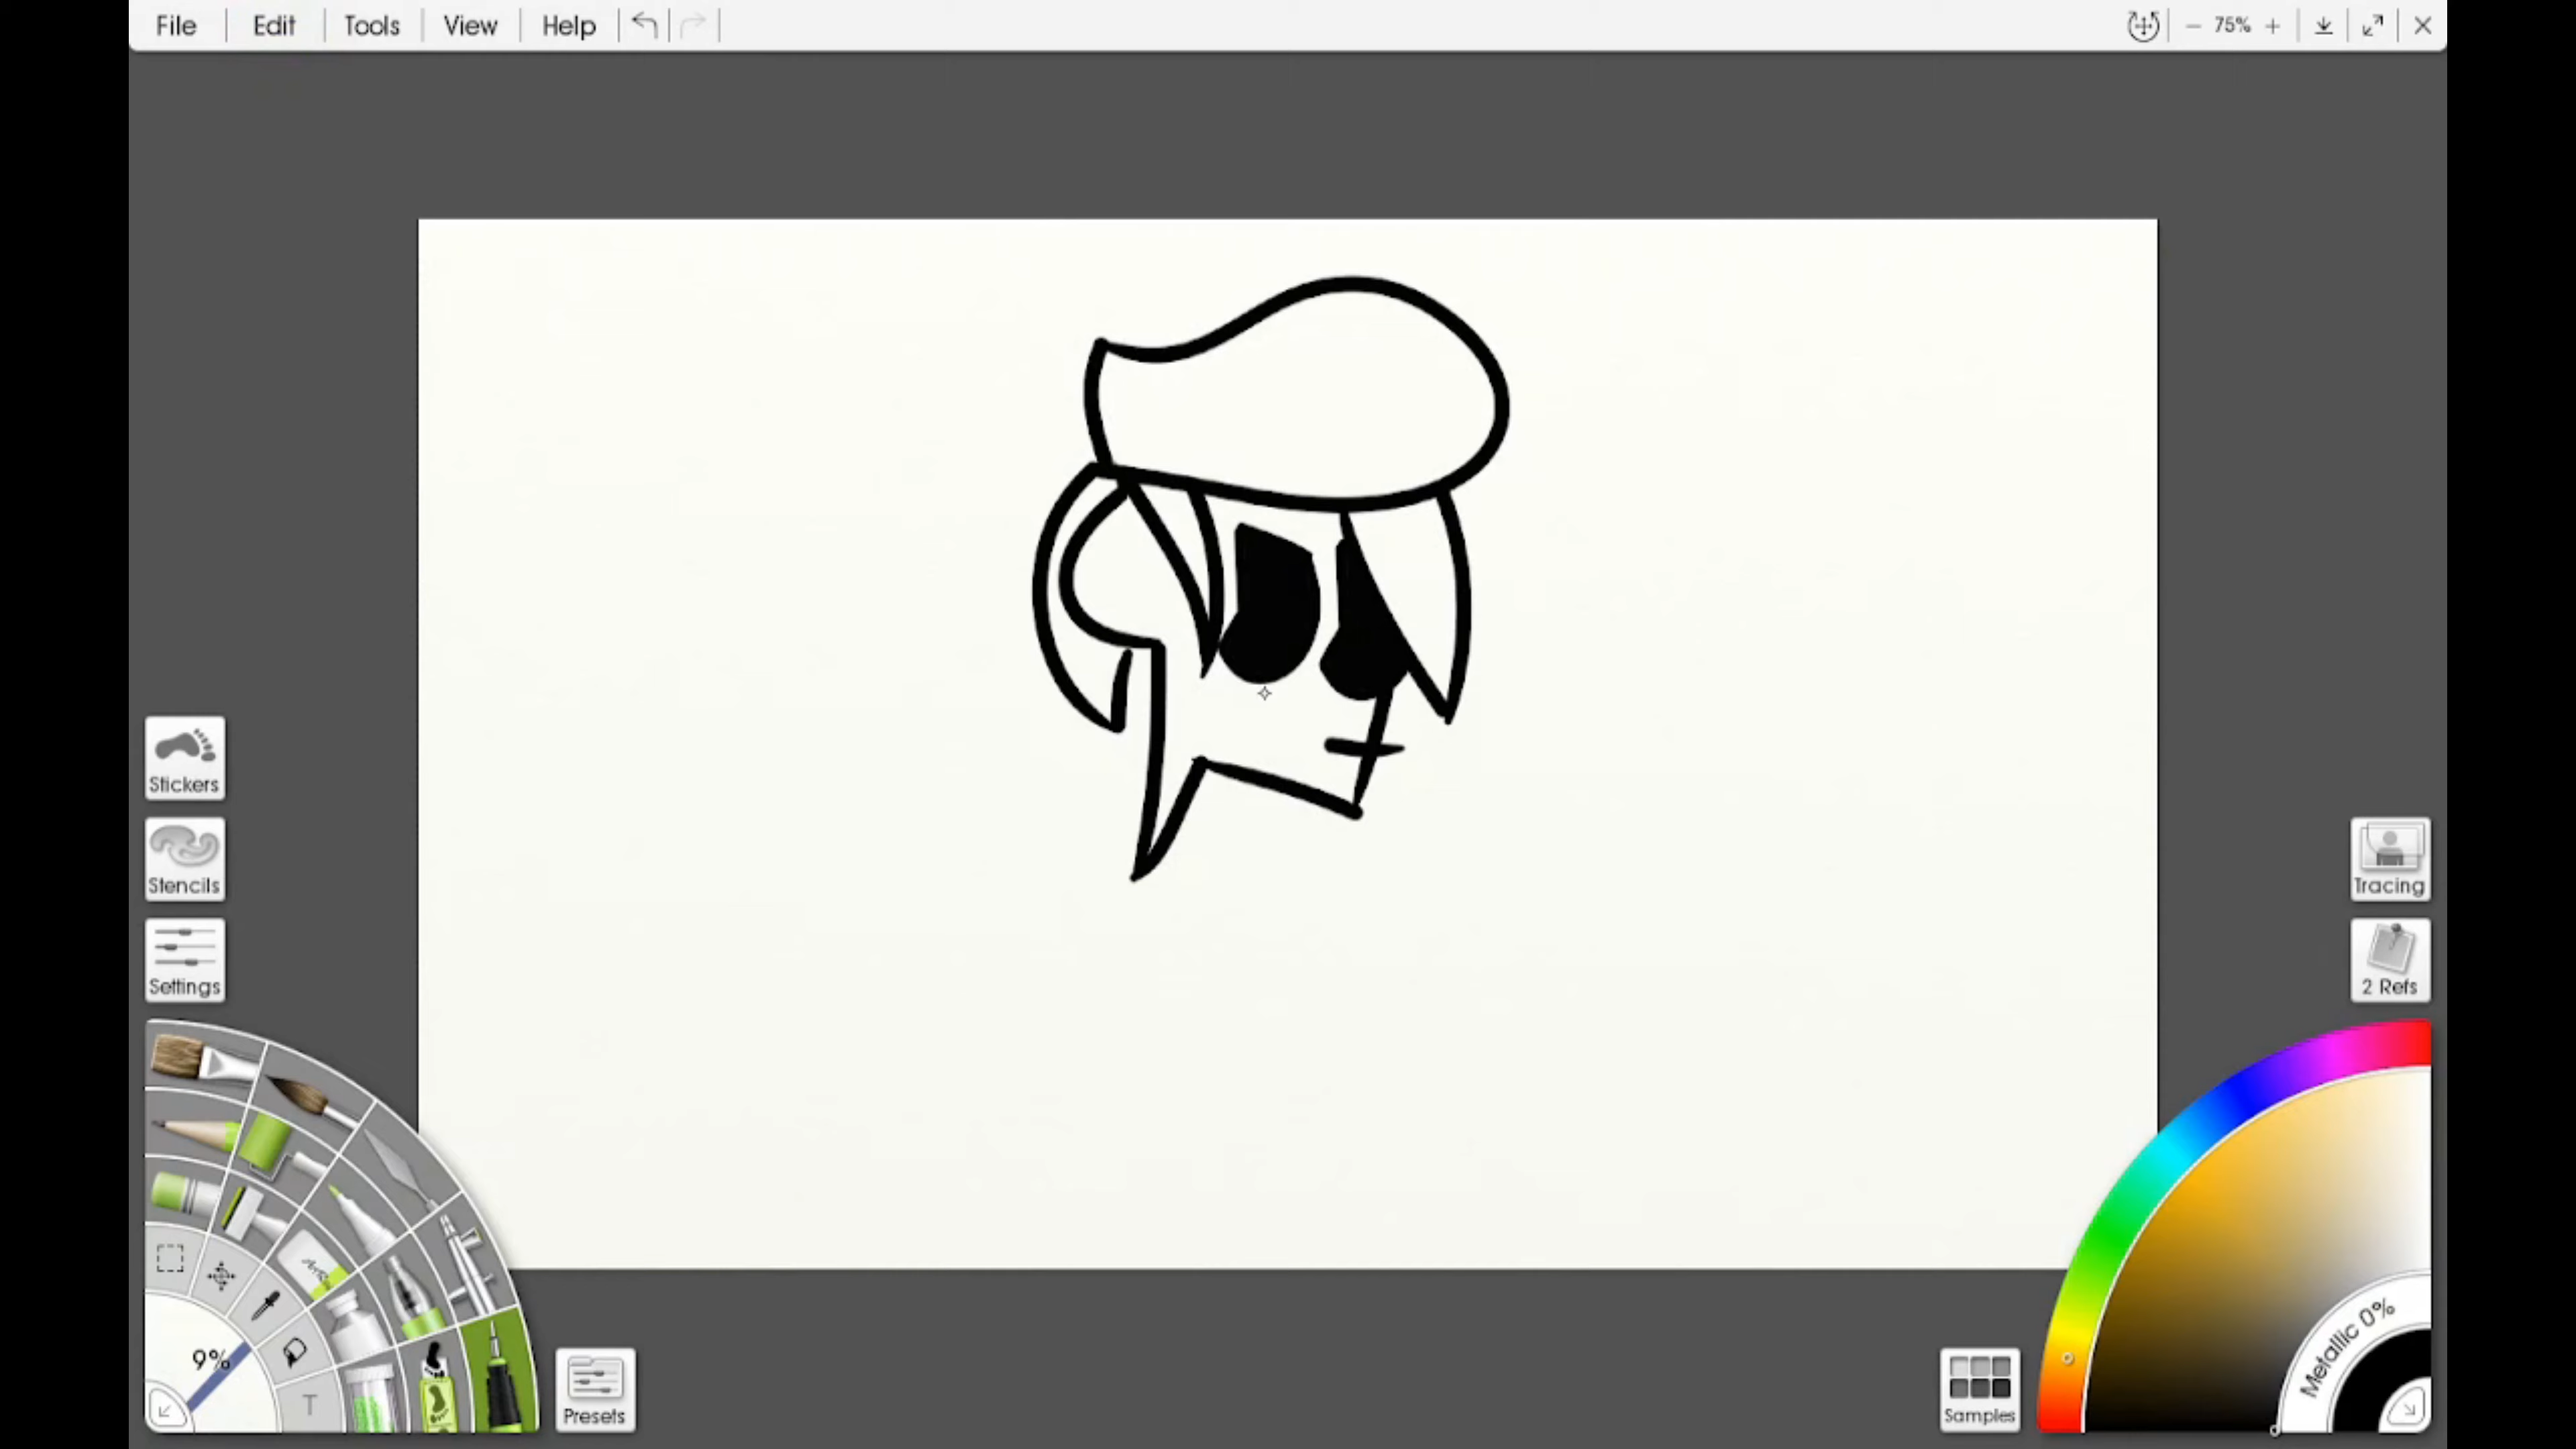 File Edit Tools View Help
75%
Stickers
Stencils
Settings
Tracing
2 Refs
9%
T
Presets
Samples
Metallic 0%